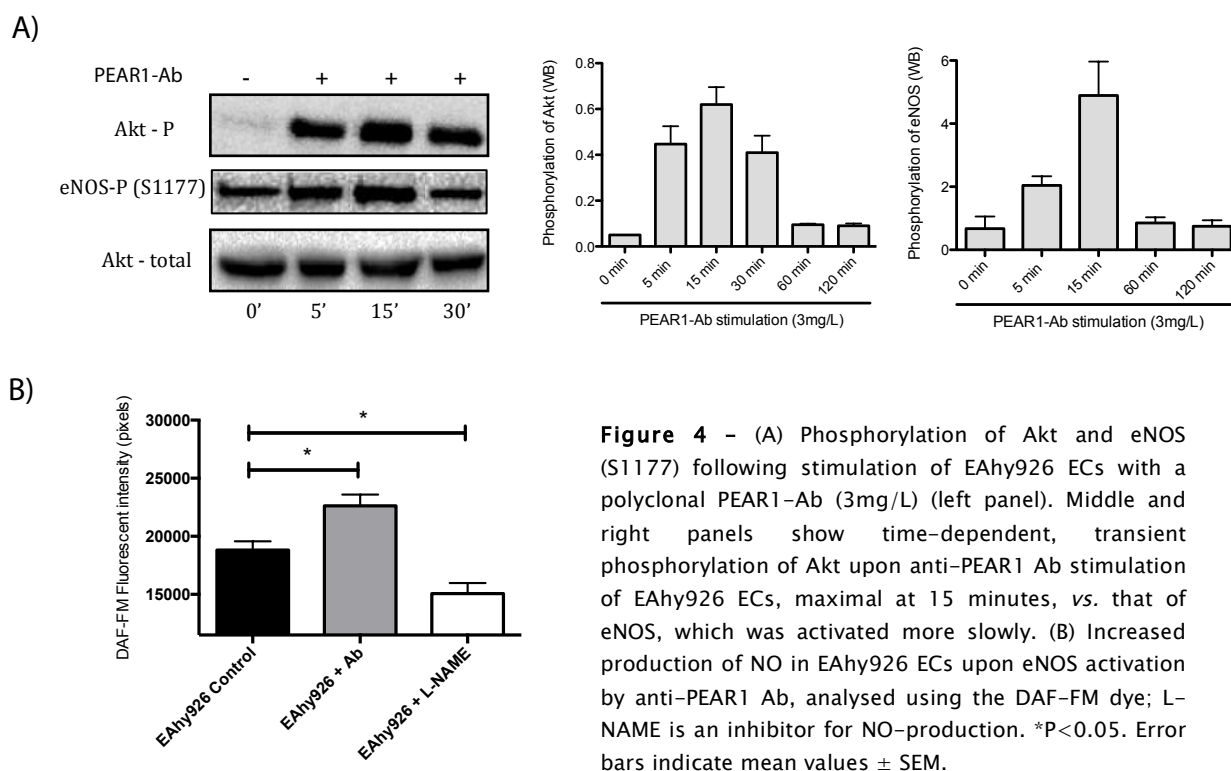 A)
PEAR1-Ab - + + +
Akt - P
eNOS-P (S1177)
Akt - total
0' 5' 15' 30'
Phosphorylation of Akt (WB)
0.8
0.6
0.4
0.2
0.0
0 min
5 min
15 min
30 min
60 min
120 min
PEAR1-Ab stimulation (3mg/L)
Phosphorylation of eNOS (WB)
6
4
2
0
0 min
5 min
15 min
60 min
120 min
PEAR1-Ab stimulation (3mg/L)
B)
DAF-FM Fluorescent intensity (pixels)
30000
25000
20000
15000
*
*
EAhy926 Control
EAhy926 + Ab
EAhy926 + L-NAME
Figure 4 – (A) Phosphorylation of Akt and eNOS
(S1177) following stimulation of EAhy926 ECs with a
polyclonal PEAR1-Ab (3mg/L) (left panel). Middle and
right panels show time-dependent, transient
phosphorylation of Akt upon anti-PEAR1 Ab stimulation
of EAhy926 ECs, maximal at 15 minutes, vs. that of
eNOS, which was activated more slowly. (B) Increased
production of NO in EAhy926 ECs upon eNOS activation
by anti-PEAR1 Ab, analysed using the DAF-FM dye; L-
NAME is an inhibitor for NO-production. *P<0.05. Error
bars indicate mean values ± SEM.